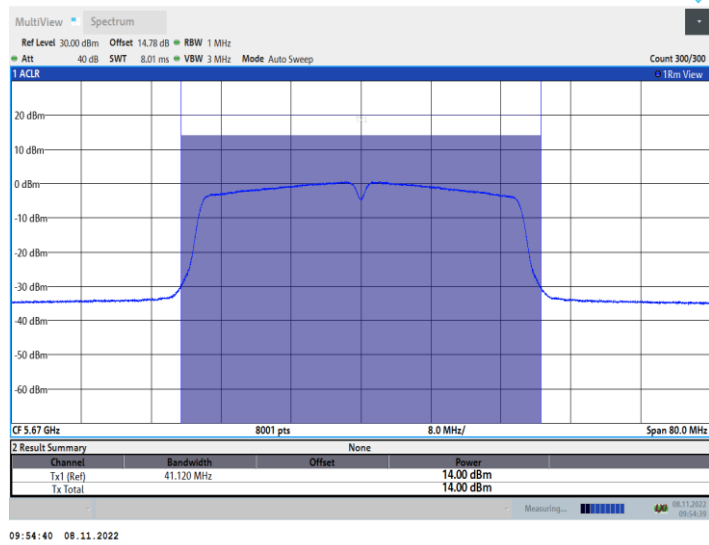 MultiView Spectrum
Ref Level 30.00 dBm Offset 14.78 dB RBW 1 MHz
Att 40 dB SWT 8.01 ms VBW 3 MHz Mode Auto Sweep Count 300/300
1 ACLR 1Rm View
20 dBm
10 dBm
0 dBm
-10 dBm
-20 dBm
-30 dBm
-40 dBm
-50 dBm
-60 dBm
CF 5.67 GHz 8001 pts 8.0 MHz/ Span 80.0 MHz
2 Result Summary None
Channel Bandwidth Offset Power
Tx1 (Ref) 41.120 MHz 14.00 dBm
Tx Total 14.00 dBm
Measuring... 08.11.2022
09:54:39
09:54:40 08.11.2022